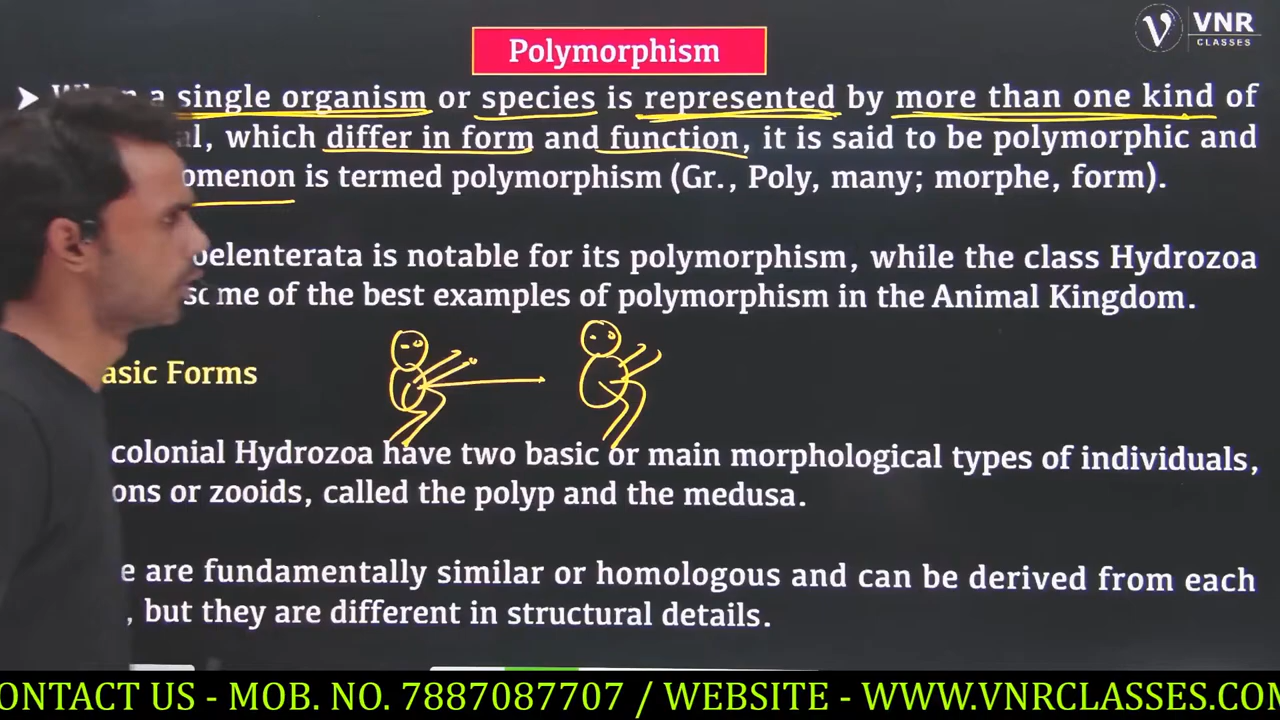 Polymorphism
VNR
CLASSES
➤ a single organism or species is represented by more than one kind of
al, which differ in form and function, it is said to be polymorphic and
omenon is termed polymorphism (Gr., Poly, many; morphe, form).
oelenterata is notable for its polymorphism, while the class Hydrozoa
some of the best examples of polymorphism in the Animal Kingdom.
asic Forms
colonial Hydrozoa have two basic or main morphological types of individuals,
ons or zooids, called the polyp and the medusa.
e are fundamentally similar or homologous and can be derived from each
, but they are different in structural details.
ONTACT US - MOB. NO. 7887087707 / WEBSITE - WWW.VNRCLASSES.COM